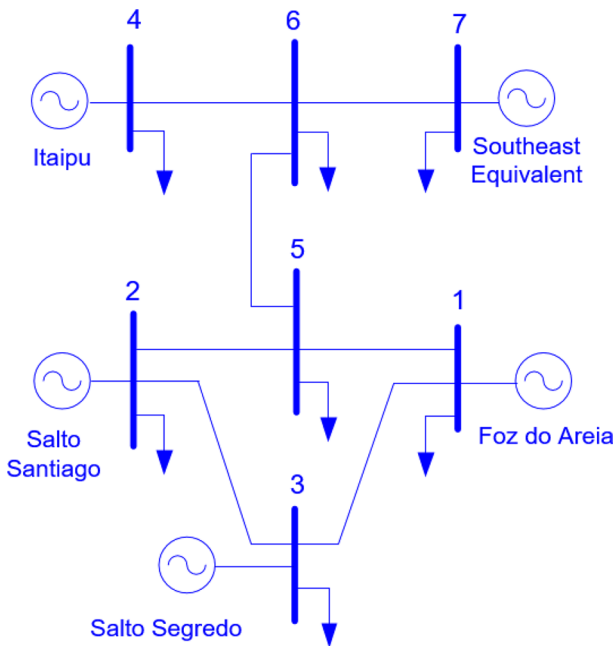 4
6
7
Itaipu
Southeast
Equivalent
5
2
1
Salto
Santiago
Foz do Areia
3
Salto Segredo